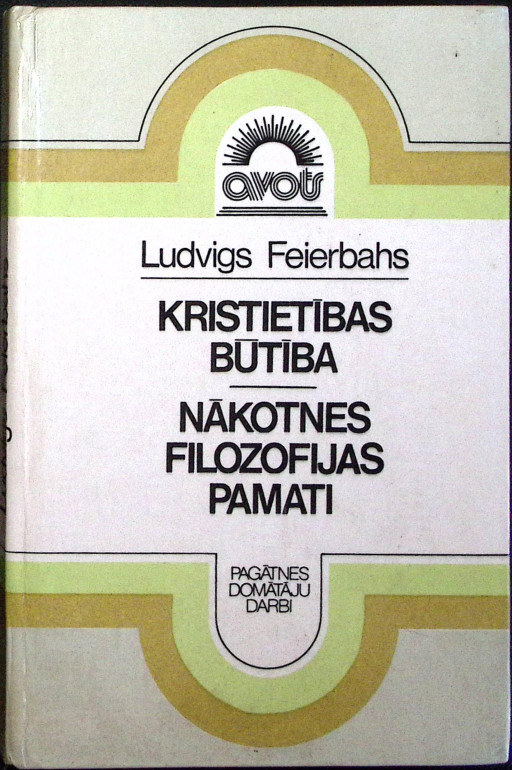 avots
Ludvigs Feierbahs
KRISTIETĪBAS
BŪTĪBA
NĀKOTNES
FILOZOFIJAS
PAMATI
PAGĀTNES
DOMĀTĀJU
DARBI